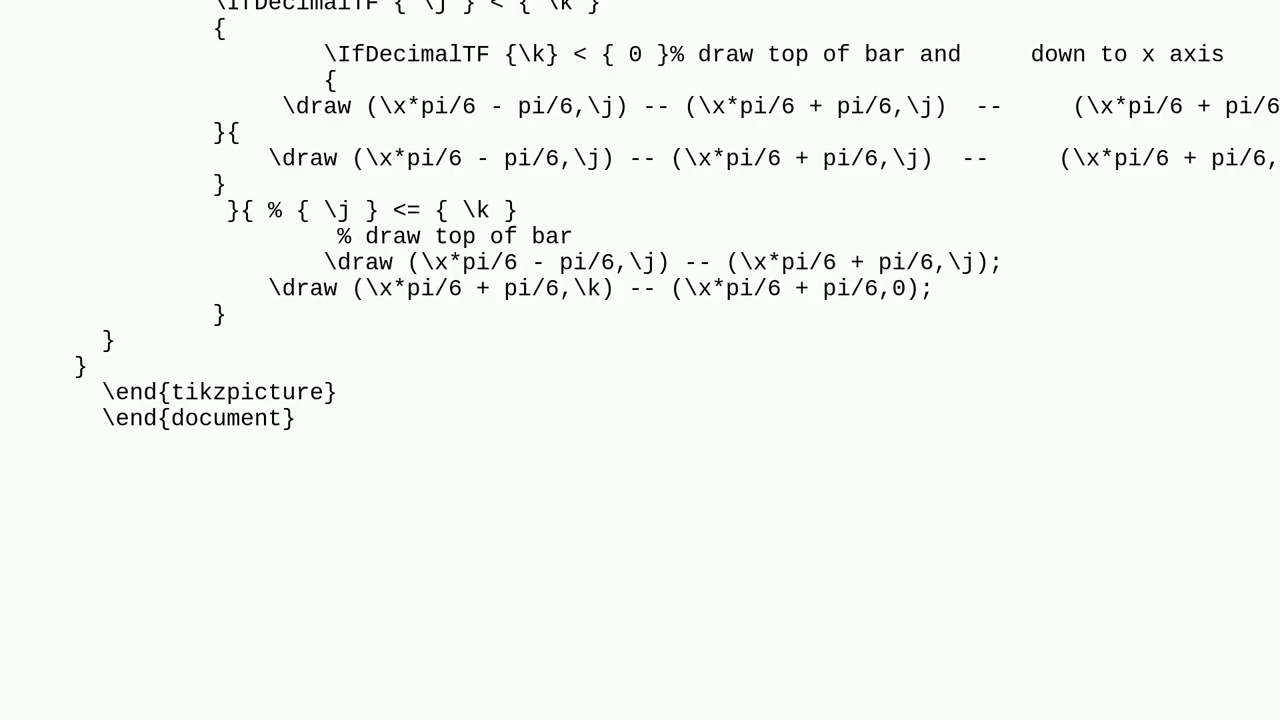 \IfDecimalTF { \j } < { \k }
{
\IfDecimalTF {\k} < { 0 }% draw top of bar and     down to x axis
{
\draw (\x*pi/6 - pi/6,\j) -- (\x*pi/6 + pi/6,\j)  --     (\x*pi/6 + pi/6
}{
\draw (\x*pi/6 - pi/6,\j) -- (\x*pi/6 + pi/6,\j)  --     (\x*pi/6 + pi/6,
}
}{ % { \j } <= { \k }
% draw top of bar
\draw (\x*pi/6 - pi/6,\j) -- (\x*pi/6 + pi/6,\j);
\draw (\x*pi/6 + pi/6,\k) -- (\x*pi/6 + pi/6,0);
}
}
}
\end{tikzpicture}
\end{document}